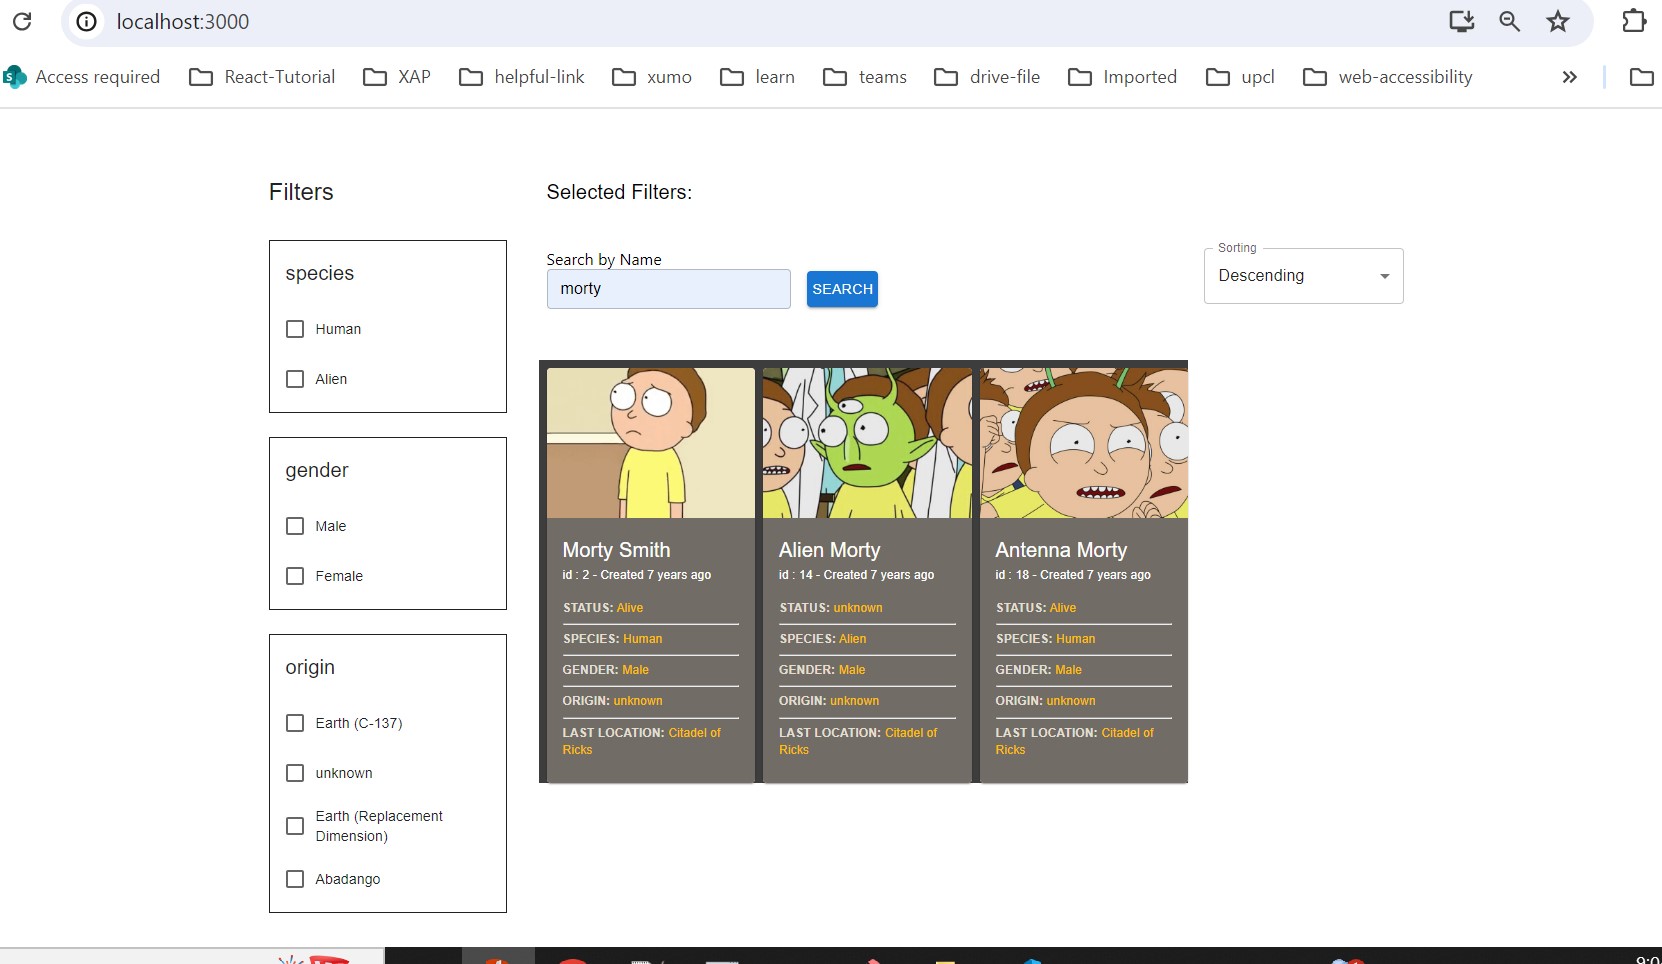 localhost:3000
Access required React-Tutorial XAP helpful-link xumo learn teams drive-file Imported upcl web-accessibility
Filters
species
Human
Alien
gender
Male
Female
origin
Earth (C-137)
unknown
Earth (Replacement
Dimension)
Abadango
Selected Filters:
Search by Name
morty
SEARCH
Sorting
Descending
Morty Smith
id : 2 - Created 7 years ago
STATUS: Alive
SPECIES: Human
GENDER: Male
ORIGIN: unknown
LAST LOCATION: Citadel of
Ricks
Alien Morty
id : 14 - Created 7 years ago
STATUS: unknown
SPECIES: Alien
GENDER: Male
ORIGIN: unknown
LAST LOCATION: Citadel of
Ricks
Antenna Morty
id : 18 - Created 7 years ago
STATUS: Alive
SPECIES: Human
GENDER: Male
ORIGIN: unknown
LAST LOCATION: Citadel of
Ricks